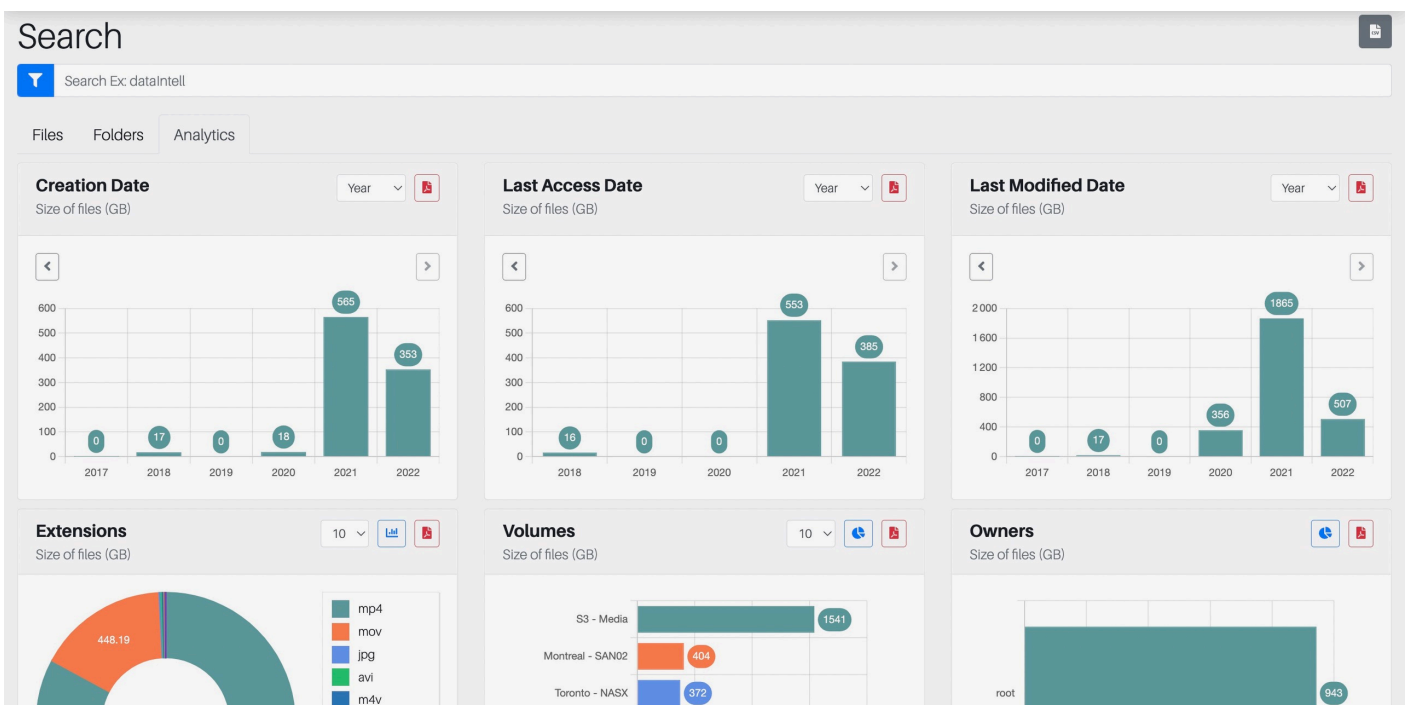 Search
CSV
Search Ex: dataIntell
Files Folders Analytics
Creation Date
Size of files (GB)
Year
600
500
400
300
200
100
0
0
17
0
18
565
353
2017 2018 2019 2020 2021 2022
Last Access Date
Size of files (GB)
Year
600
500
400
300
200
100
0
16
0
0
553
385
2018 2019 2020 2021 2022
Last Modified Date
Size of files (GB)
Year
2 000
1 600
1 200
800
400
0
0
17
0
356
1865
507
2017 2018 2019 2020 2021 2022
Extensions
Size of files (GB)
10
448.19
mp4
mov
jpg
avi
m4v
Volumes
Size of files (GB)
10
S3 - Media 1541
Montreal - SAN02 404
Toronto - NASX 372
Owners
Size of files (GB)
root 943